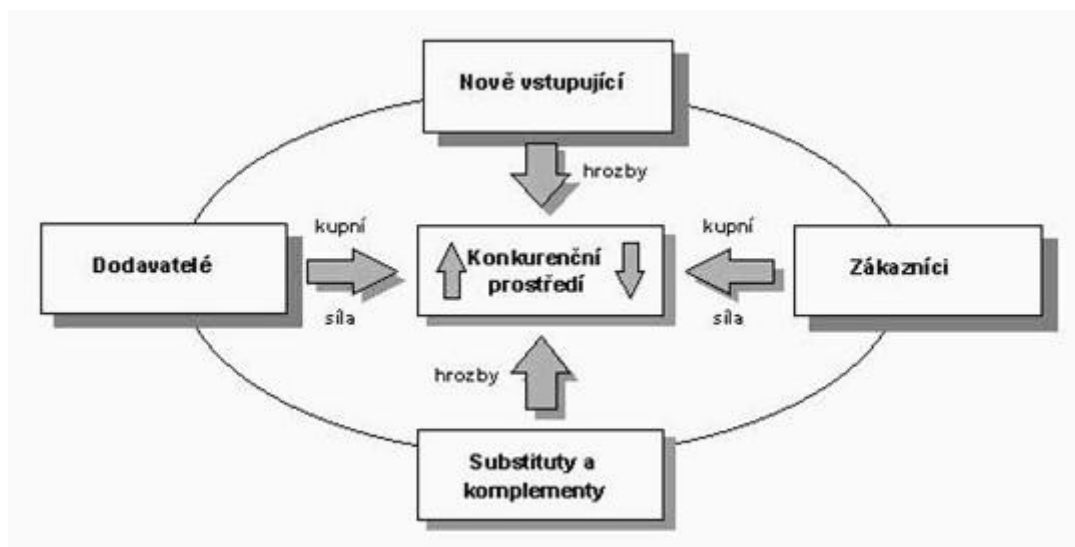 Nově vstupující
hrozby
kupní
Dodavatelé
síla
Konkurenční
prostředí
kupní
Zákazníci
síla
hrozby
Substituty a
komplementy